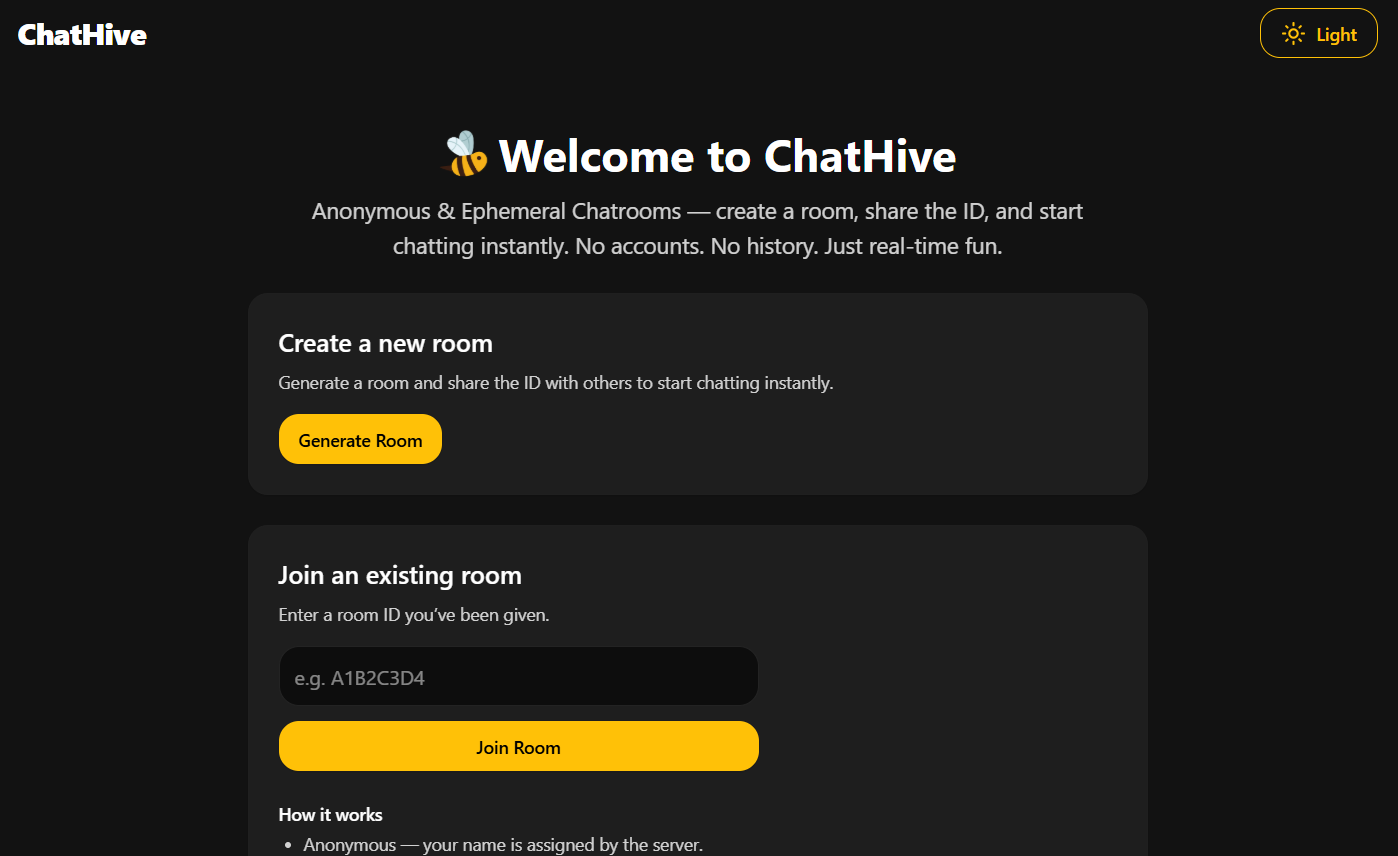 ChatHive
Light
Welcome to ChatHive
Anonymous & Ephemeral Chatrooms — create a room, share the ID, and start
chatting instantly. No accounts. No history. Just real-time fun.
Create a new room
Generate a room and share the ID with others to start chatting instantly.
Generate Room
Join an existing room
Enter a room ID you’ve been given.
e.g. A1B2C3D4
Join Room
How it works
• Anonymous — your name is assigned by the server.